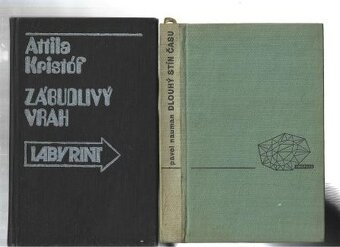 Attila
Kristóf
ZÁBUDLIVÝ
VRAH
LABYRINT
pavel nauman DLOUHÝ STÍN ČASU